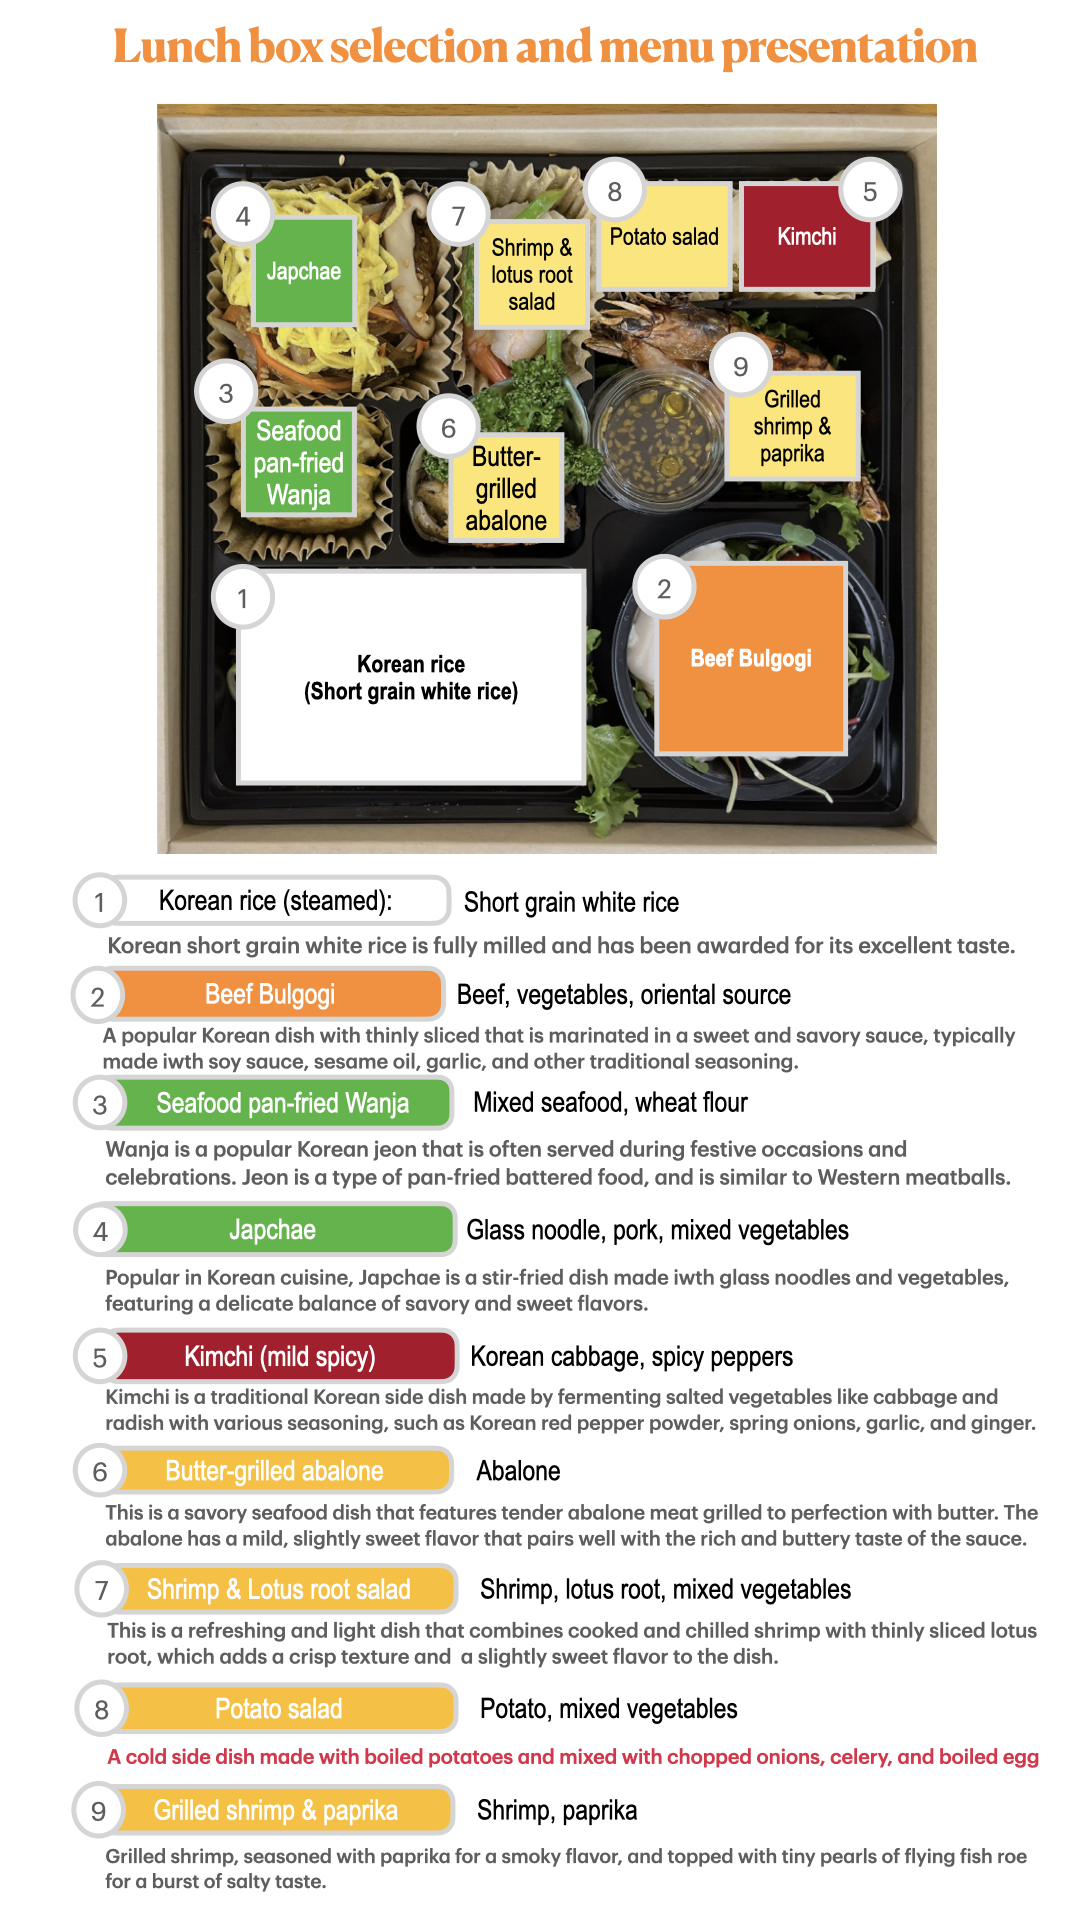 Lunch box selection and menu presentation
4
Japchae
7
Shrimp &
lotus root
salad
8
Potato salad
5
Kimchi
3
Seafood
pan-fried
Wanja
6
Butter-
grilled
abalone
9
Grilled
shrimp &
paprika
1
Korean rice
(Short grain white rice)
2
Beef Bulgogi
1 Korean rice (steamed): Short grain white rice
Korean short grain white rice is fully milled and has been awarded for its excellent taste.
2 Beef Bulgogi Beef, vegetables, oriental source
A popular Korean dish with thinly sliced that is marinated in a sweet and savory sauce, typically
made iwth soy sauce, sesame oil, garlic, and other traditional seasoning.
3 Seafood pan-fried Wanja Mixed seafood, wheat flour
Wanja is a popular Korean jeon that is often served during festive occasions and
celebrations. Jeon is a type of pan-fried battered food, and is similar to Western meatballs.
4 Japchae Glass noodle, pork, mixed vegetables
Popular in Korean cuisine, Japchae is a stir-fried dish made iwth glass noodles and vegetables,
featuring a delicate balance of savory and sweet flavors.
5 Kimchi (mild spicy) Korean cabbage, spicy peppers
Kimchi is a traditional Korean side dish made by fermenting salted vegetables like cabbage and
radish with various seasoning, such as Korean red pepper powder, spring onions, garlic, and ginger.
6 Butter-grilled abalone Abalone
This is a savory seafood dish that features tender abalone meat grilled to perfection with butter. The
abalone has a mild, slightly sweet flavor that pairs well with the rich and buttery taste of the sauce.
7 Shrimp & Lotus root salad Shrimp, lotus root, mixed vegetables
This is a refreshing and light dish that combines cooked and chilled shrimp with thinly sliced lotus
root, which adds a crisp texture and a slightly sweet flavor to the dish.
8 Potato salad Potato, mixed vegetables
A cold side dish made with boiled potatoes and mixed with chopped onions, celery, and boiled egg
9 Grilled shrimp & paprika Shrimp, paprika
Grilled shrimp, seasoned with paprika for a smoky flavor, and topped with tiny pearls of flying fish roe
for a burst of salty taste.